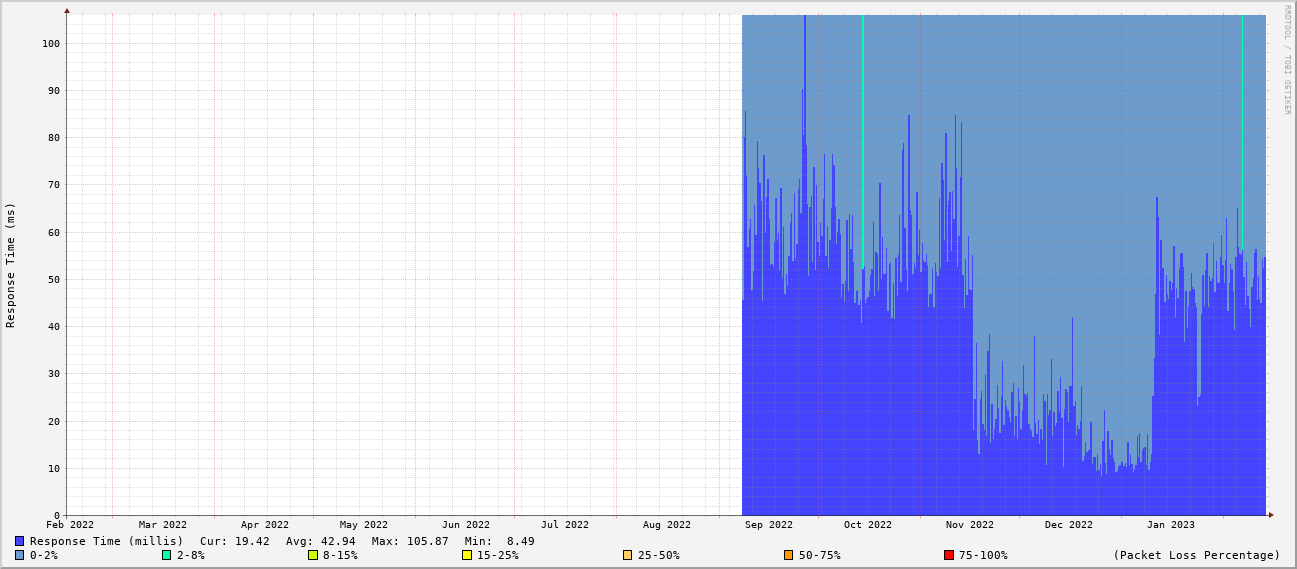 RRDTOOL / TOBI OETIKER
Response Time (ms)
100
90
80
70
60
50
40
30
20
10
0
Feb 2022 Mar 2022 Apr 2022 May 2022 Jun 2022 Jul 2022 Aug 2022 Sep 2022 Oct 2022 Nov 2022 Dec 2022 Jan 2023
Response Time (millis) Cur: 19.42 Avg: 42.94 Max: 105.87 Min: 8.49
0-2% 2-8% 8-15% 15-25% 25-50% 50-75% 75-100% (Packet Loss Percentage)